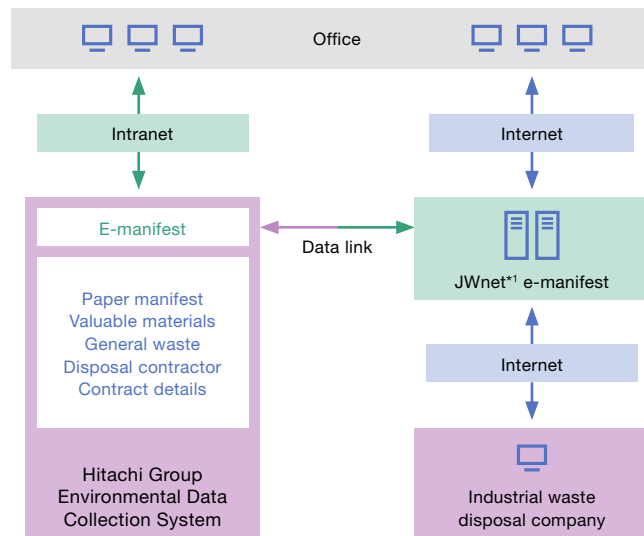 Office
Intranet
Internet
E-manifest
Data link
JWnet*1 e-manifest
Paper manifest
Valuable materials
General waste
Disposal contractor
Contract details
Internet
Hitachi Group
Environmental Data
Collection System
Industrial waste
disposal company